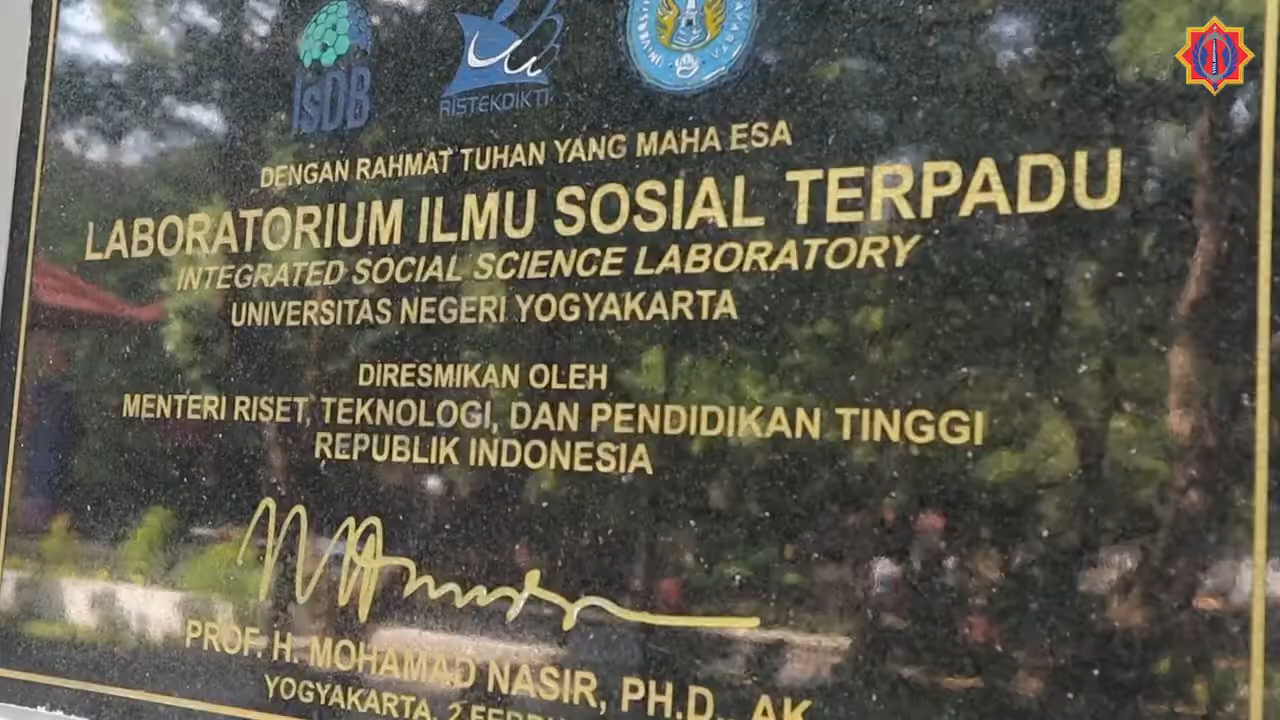 IsDB
RISTEKDIKTI
DENGAN RAHMAT TUHAN YANG MAHA ESA
LABORATORIUM ILMU SOSIAL TERPADU
INTEGRATED SOCIAL SCIENCE LABORATORY
UNIVERSITAS NEGERI YOGYAKARTA
DIRESMIKAN OLEH
MENTERI RISET, TEKNOLOGI, DAN PENDIDIKAN TINGGI
REPUBLIK INDONESIA
PROF. H. MOHAMAD NASIR, PH.D., AK
YOGYAKARTA, 2